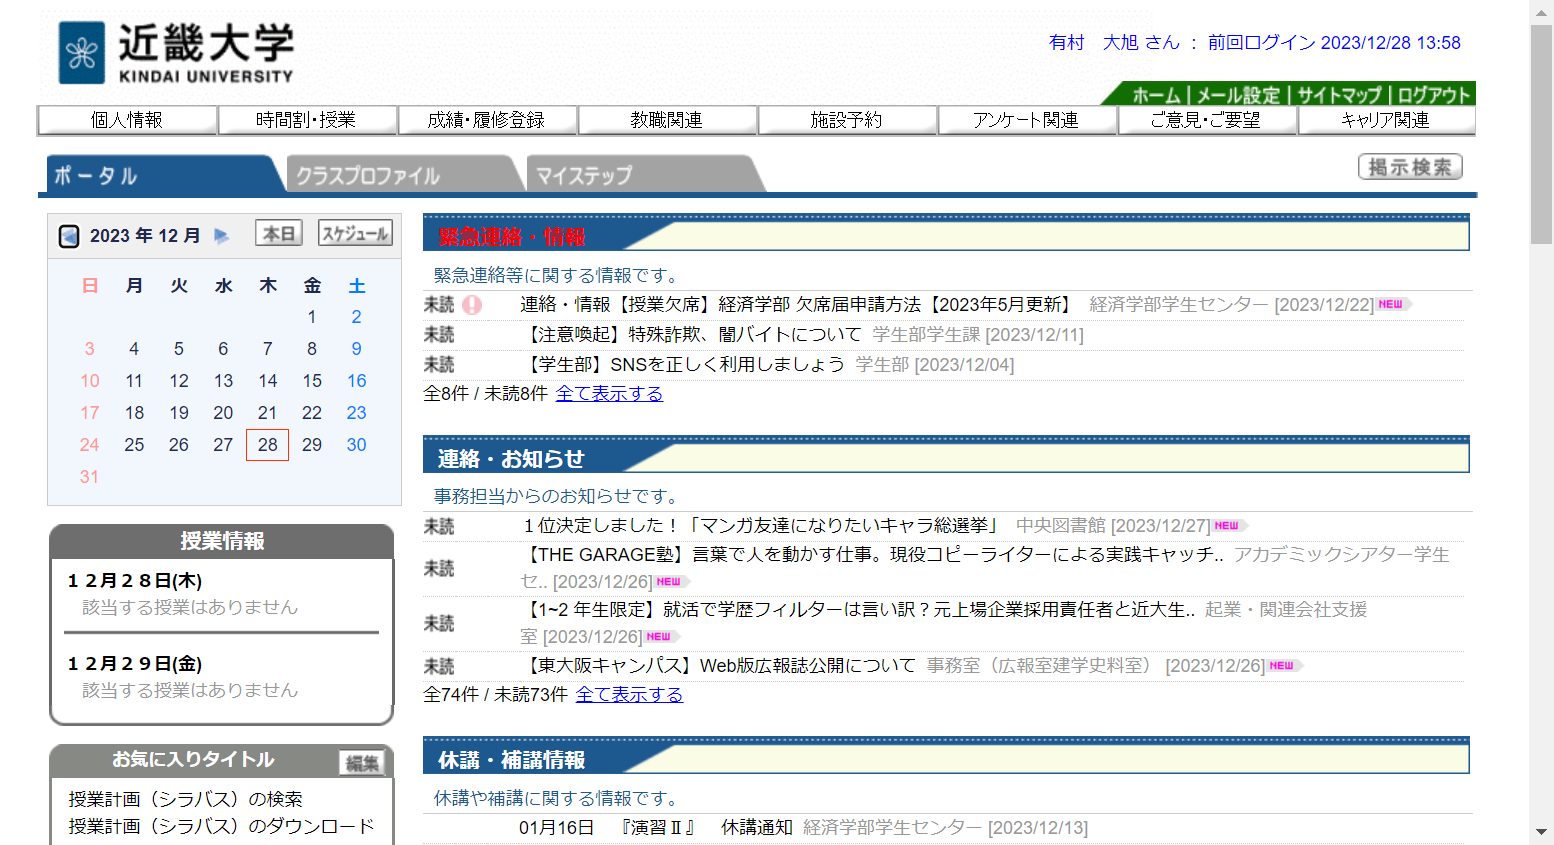 近畿大学
KINDAI UNIVERSITY
有村　大旭 さん ： 前回ログイン 2023/12/28 13:58
ホーム | メール設定 | サイトマップ | ログアウト
個人情報 時間割・授業 成績・履修登録 教職関連 施設予約 アンケート関連 ご意見・ご要望 キャリア関連
ポータル クラスプロファイル マイステップ 掲示検索
2023 年 12 月 本日 スケジュール
日 月 火 水 木 金 土
1 2
3 4 5 6 7 8 9
10 11 12 13 14 15 16
17 18 19 20 21 22 23
24 25 26 27 28 29 30
31
授業情報
１２月２８日(木)
該当する授業はありません
１２月２９日(金)
該当する授業はありません
お気に入りタイトル 編集
授業計画（シラバス）の検索
授業計画（シラバス）のダウンロード
緊急連絡・情報
緊急連絡等に関する情報です。
未読 連絡・情報【授業欠席】経済学部 欠席届申請方法【2023年5月更新】 経済学部学生センター [2023/12/22] NEW
未読 【注意喚起】特殊詐欺、闇バイトについて 学生部学生課 [2023/12/11]
未読 【学生部】SNSを正しく利用しましょう 学生部 [2023/12/04]
全8件 / 未読8件 全て表示する
連絡・お知らせ
事務担当からのお知らせです。
未読 １位決定しました！「マンガ友達になりたいキャラ総選挙」 中央図書館 [2023/12/27] NEW
未読 【THE GARAGE塾】言葉で人を動かす仕事。現役コピーライターによる実践キャッチ.. アカデミックシアター学生
セ.. [2023/12/26] NEW
未読 【1~2 年生限定】就活で学歴フィルターは言い訳？元上場企業採用責任者と近大生.. 起業・関連会社支援
室 [2023/12/26] NEW
未読 【東大阪キャンパス】Web版広報誌公開について 事務室（広報室建学史料室） [2023/12/26] NEW
全74件 / 未読73件 全て表示する
休講・補講情報
休講や補講に関する情報です。
01月16日　『演習Ⅱ』　休講通知 経済学部学生センター [2023/12/13]